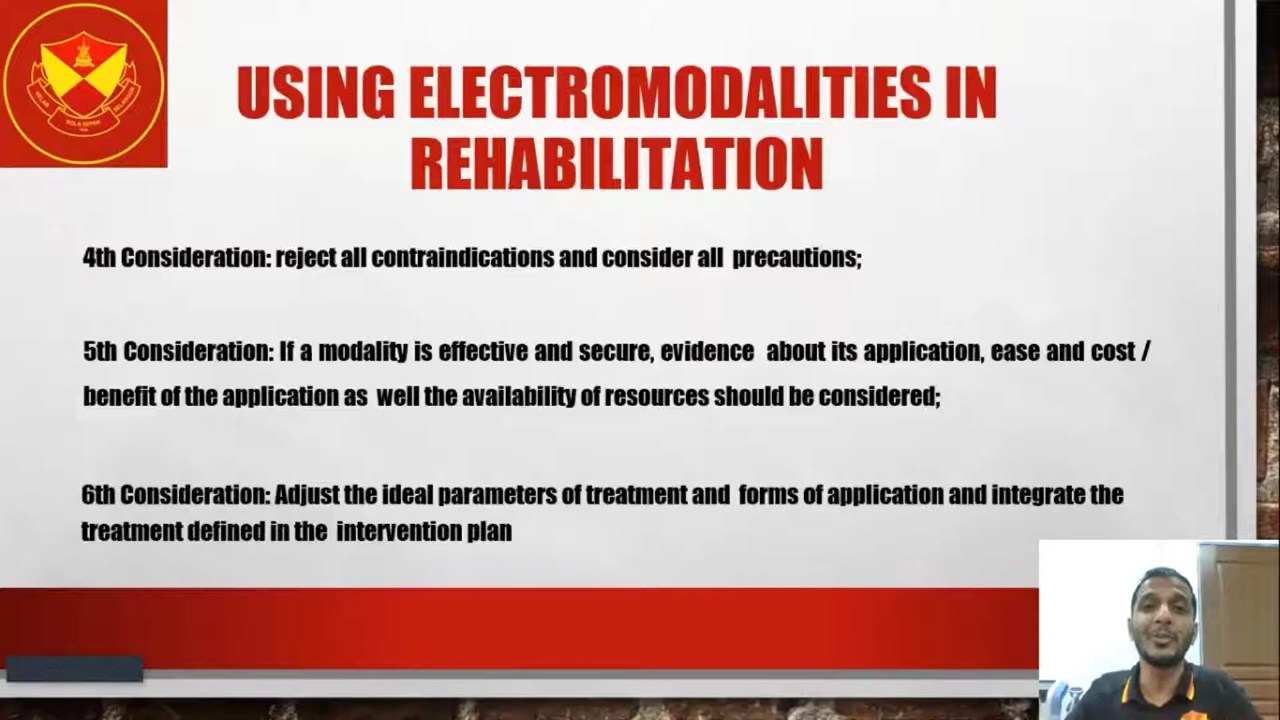 USING ELECTROMODALITIES IN
REHABILITATION
4th Consideration: reject all contraindications and consider all precautions;
5th Consideration: If a modality is effective and secure, evidence about its application, ease and cost /
benefit of the application as well the availability of resources should be considered;
6th Consideration: Adjust the ideal parameters of treatment and forms of application and integrate the
treatment defined in the intervention plan